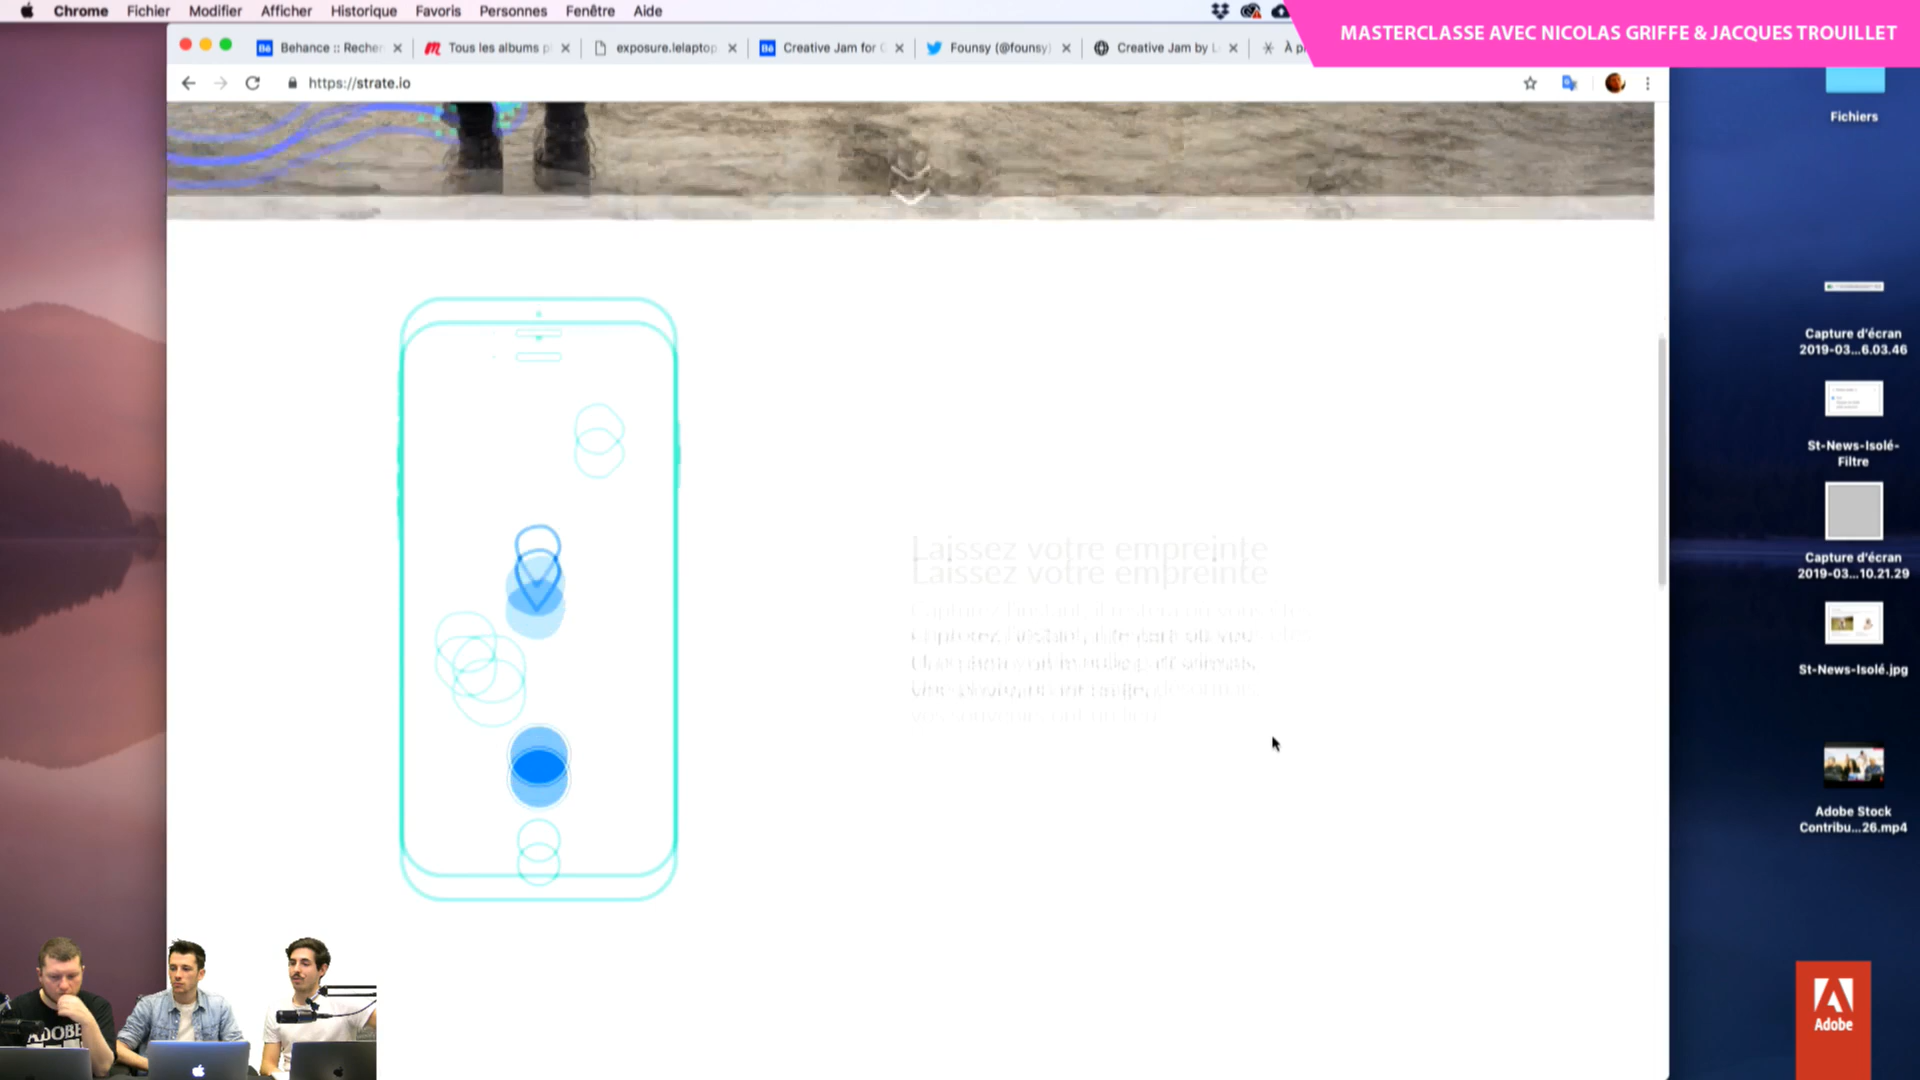 Chrome Fichier Modifier Afficher Historique Favoris Personnes Fenêtre Aide
MASTERCLASSE AVEC NICOLAS GRIFFE & JACQUES TROUILLET
Behance :: Recher
Tous les albums p
exposure.lelaptop
Creative Jam for
Founsy (@founsy)
Creative Jam by L
À p
https://strate.io
Fichiers
Capture d'écran
2019-03...6.03.46
St-News-Isolé-
Filtre
Capture d'écran
2019-03...10.21.29
St-News-Isolé.jpg
Adobe Stock
Contribu...26.mp4
Laissez votre empreinte
Laissez votre empreinte
ADOBE
Adobe